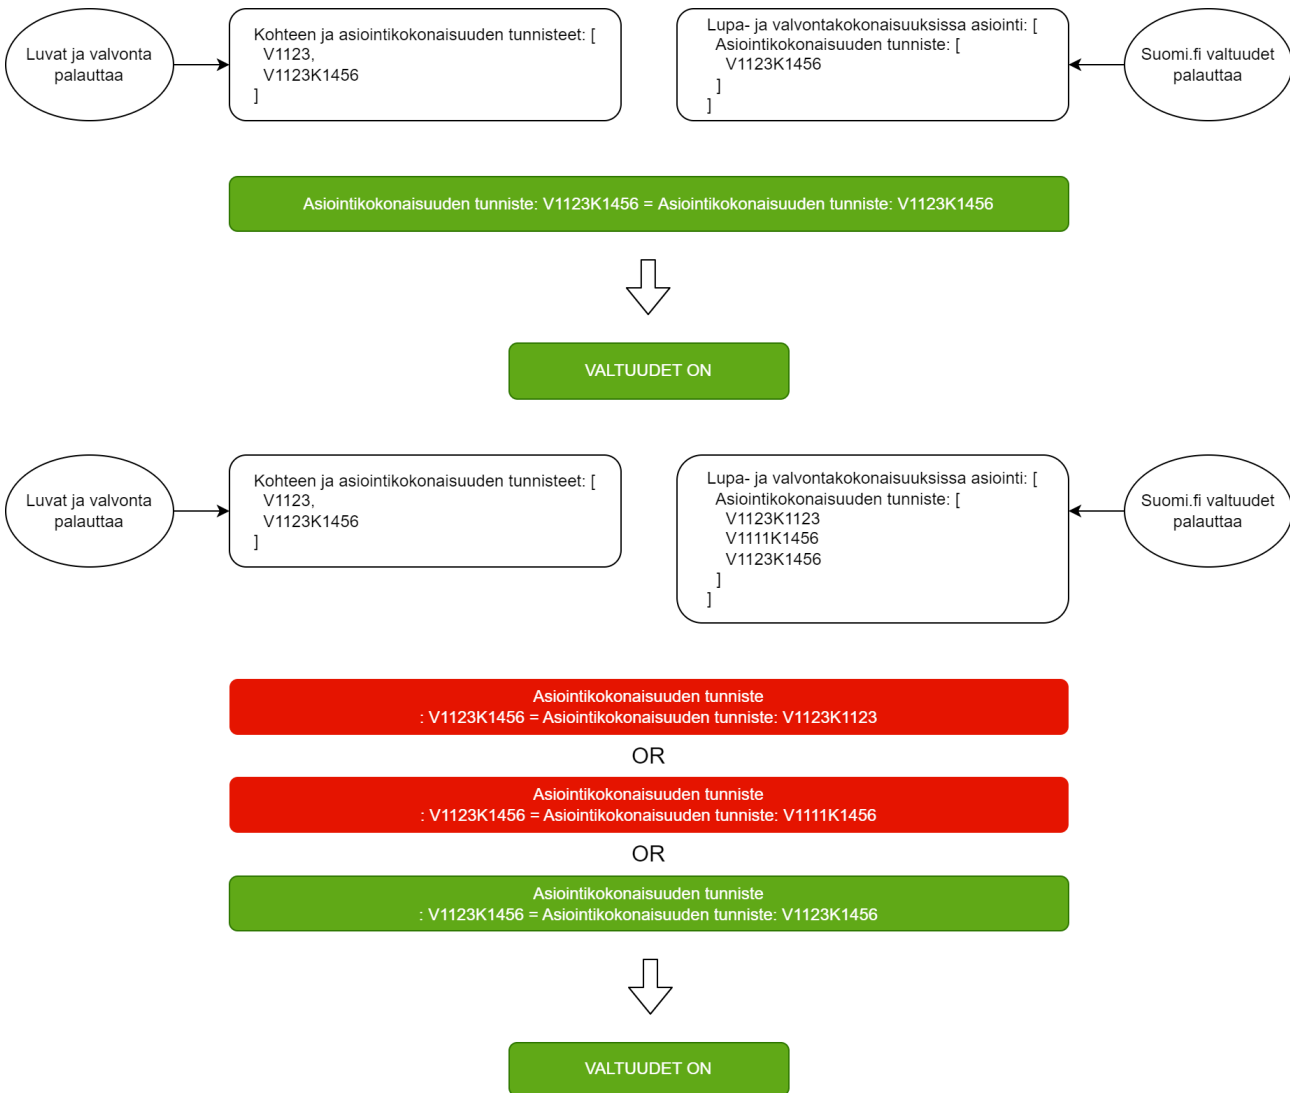 Luvat ja valvonta
palauttaa
Kohteen ja asiointikokonaisuuden tunnisteet: [
V1123,
V1123K1456
]
Lupa- ja valvontakokonaisuuksissa asiointi: [
Asiointikokonaisuuden tunniste: [
V1123K1456
]
]
Suomi.fi valtuudet
palauttaa
Asiointikokonaisuuden tunniste: V1123K1456 = Asiointikokonaisuuden tunniste: V1123K1456
VALTUUDET ON
Luvat ja valvonta
palauttaa
Kohteen ja asiointikokonaisuuden tunnisteet: [
V1123,
V1123K1456
]
Lupa- ja valvontakokonaisuuksissa asiointi: [
Asiointikokonaisuuden tunniste: [
V1123K1123
V1111K1456
V1123K1456
]
]
Suomi.fi valtuudet
palauttaa
Asiointikokonaisuuden tunniste
: V1123K1456 = Asiointikokonaisuuden tunniste: V1123K1123
OR
Asiointikokonaisuuden tunniste
: V1123K1456 = Asiointikokonaisuuden tunniste: V1111K1456
OR
Asiointikokonaisuuden tunniste
: V1123K1456 = Asiointikokonaisuuden tunniste: V1123K1456
VALTUUDET ON